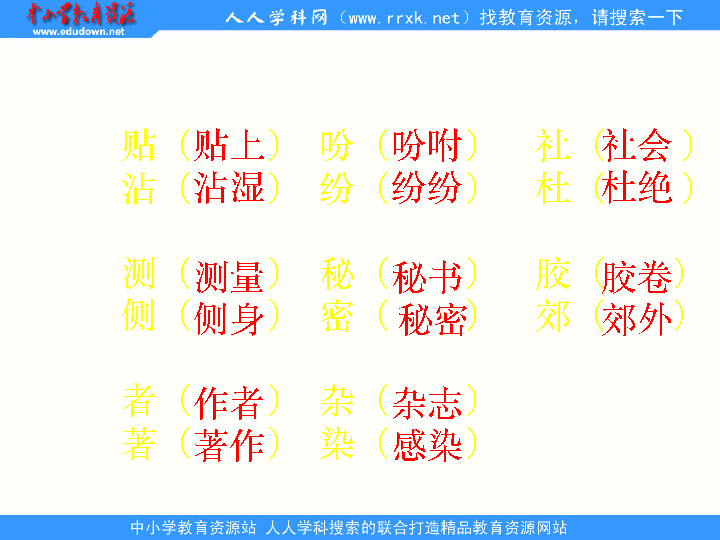 中小学教育资源
www.edudown.net
人人学科网（www.rrxk.net）找教育资源，请搜索一下
贴（贴上） 吩（吩咐） 社（社会）
沾（沾湿） 纷（纷纷） 杜（杜绝）
测（测量） 秘（秘书） 胶（胶卷）
侧（侧身） 密（秘密） 郊（郊外）
者（作者） 杂（杂志）
著（著作） 染（感染）
中小学教育资源站 人人学科搜索的联合打造精品教育资源网站